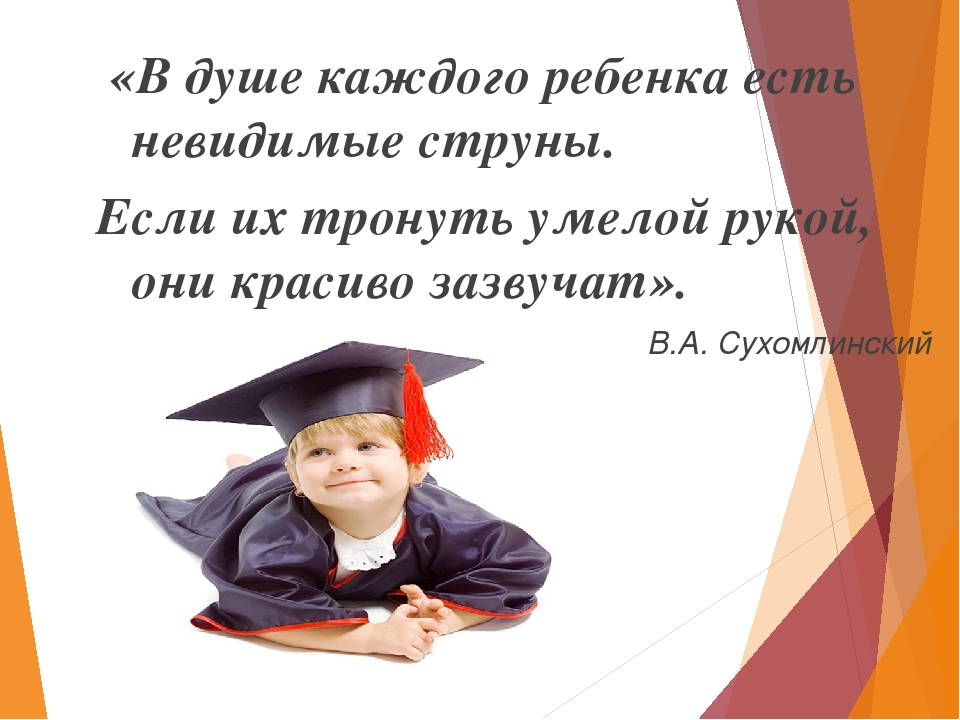 «В душе каждого ребенка есть
невидимые струны.
Если их тронуть умелой рукой,
они красиво зазвучат».
В.А. Сухомлинский